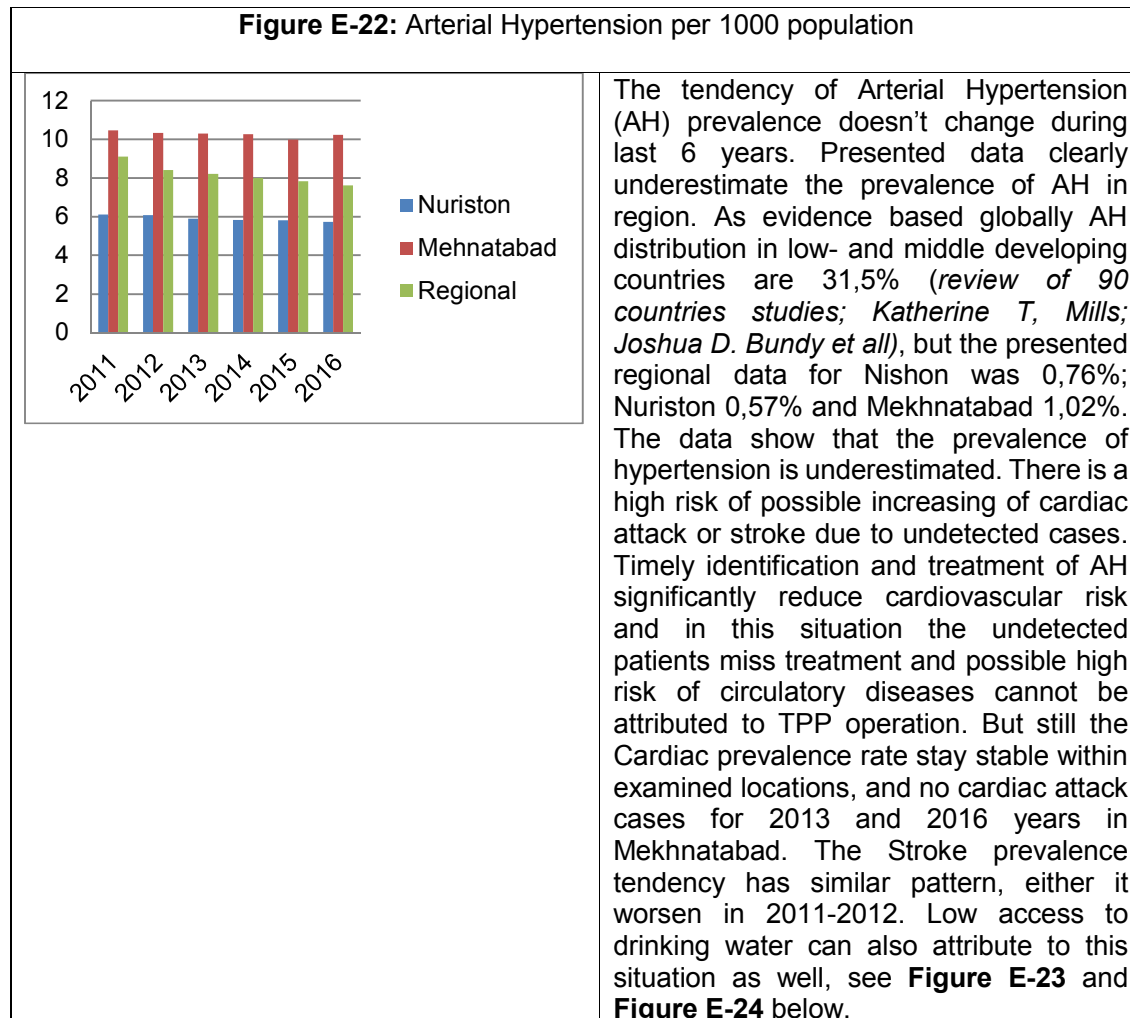 Figure E-22: Arterial Hypertension per 1000 population
12
10
8
6
4
2
0
2011
2012
2013
2014
2015
2016
Nuriston
Mehnatabad
Regional
The tendency of Arterial Hypertension
(AH) prevalence doesn’t change during
last 6 years. Presented data clearly
underestimate the prevalence of AH in
region. As evidence based globally AH
distribution in low- and middle developing
countries are 31,5% (review of 90
countries studies; Katherine T, Mills;
Joshua D. Bundy et all), but the presented
regional data for Nishon was 0,76%;
Nuriston 0,57% and Mekhnatabad 1,02%.
The data show that the prevalence of
hypertension is underestimated. There is a
high risk of possible increasing of cardiac
attack or stroke due to undetected cases.
Timely identification and treatment of AH
significantly reduce cardiovascular risk
and in this situation the undetected
patients miss treatment and possible high
risk of circulatory diseases cannot be
attributed to TPP operation. But still the
Cardiac prevalence rate stay stable within
examined locations, and no cardiac attack
cases for 2013 and 2016 years in
Mekhnatabad. The Stroke prevalence
tendency has similar pattern, either it
worsen in 2011-2012. Low access to
drinking water can also attribute to this
situation as well, see Figure E-23 and
Figure E-24 below.